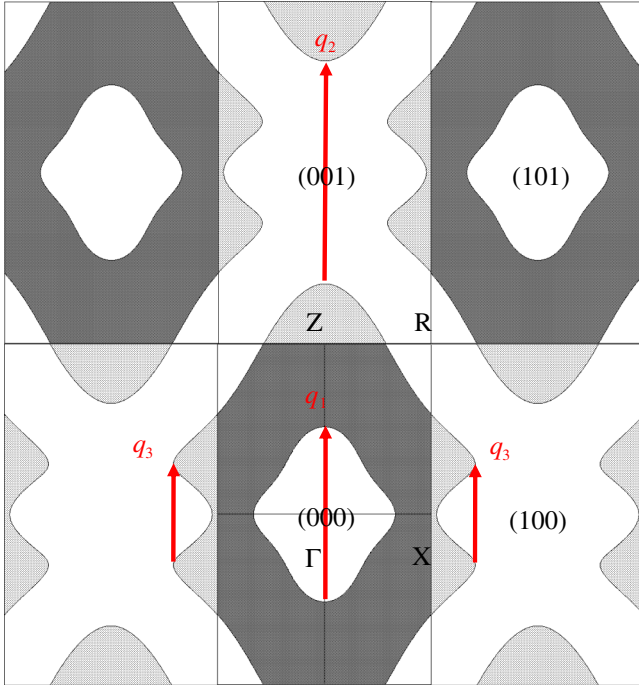 q₂
(001)
(101)
Z
R
q₁
q₃
q₃
(000)
(100)
Γ
X